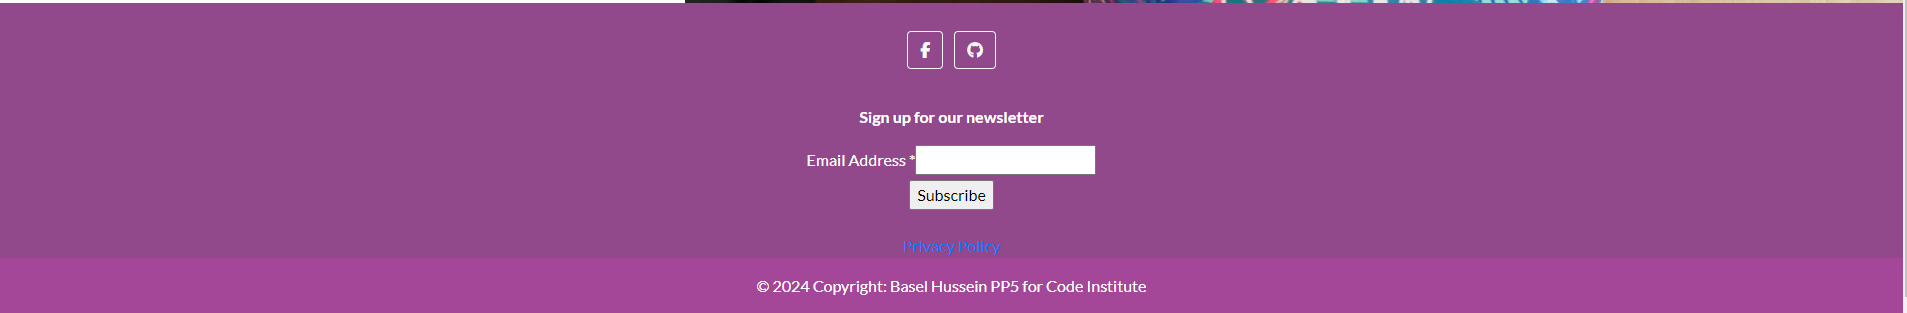 Sign up for our newsletter
Email Address *
Subscribe
Privacy Policy
© 2024 Copyright: Basel Hussein PP5 for Code Institute